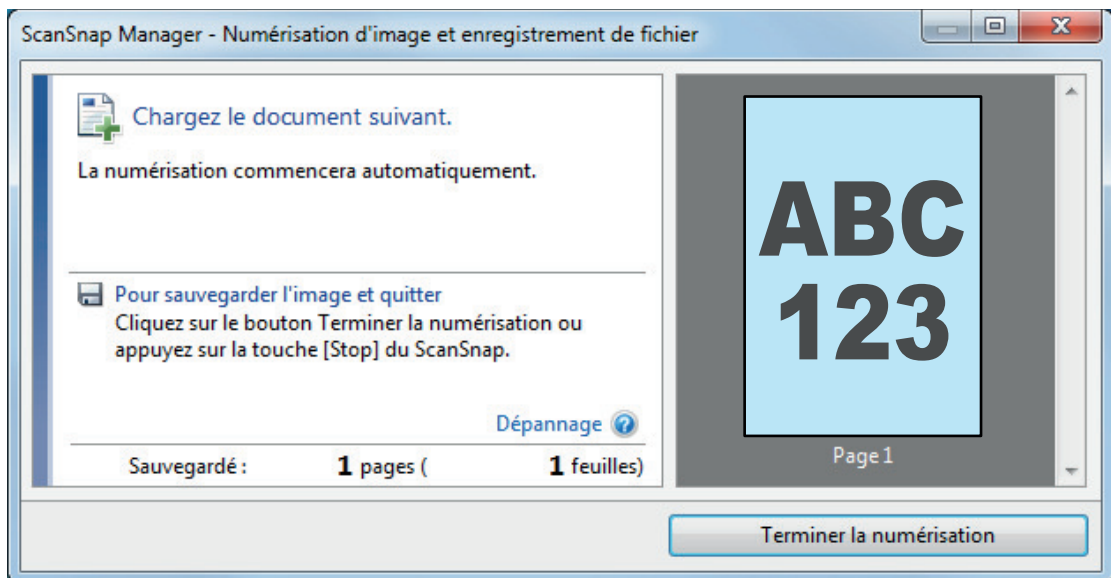 ScanSnap Manager - Numérisation d'image et enregistrement de fichier
Chargez le document suivant.
La numérisation commencera automatiquement.
Pour sauvegarder l'image et quitter
Cliquez sur le bouton Terminer la numérisation ou
appuyez sur la touche [Stop] du ScanSnap.
Dépannage
Sauvegardé : 1 pages ( 1 feuilles)
ABC
123
Page 1
Terminer la numérisation